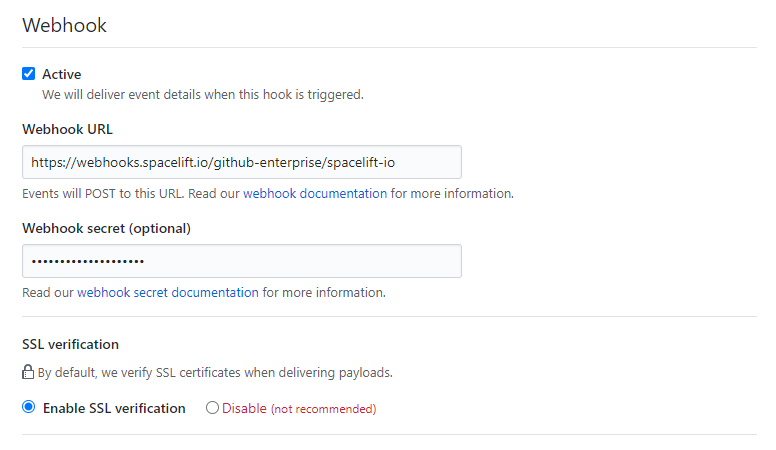 Webhook
Active
We will deliver event details when this hook is triggered.
Webhook URL
https://webhooks.spacelift.io/github-enterprise/spacelift-io
Events will POST to this URL. Read our webhook documentation for more information.
Webhook secret (optional)
••••••••••••••••••••
Read our webhook secret documentation for more information.
SSL verification
By default, we verify SSL certificates when delivering payloads.
Enable SSL verification Disable (not recommended)